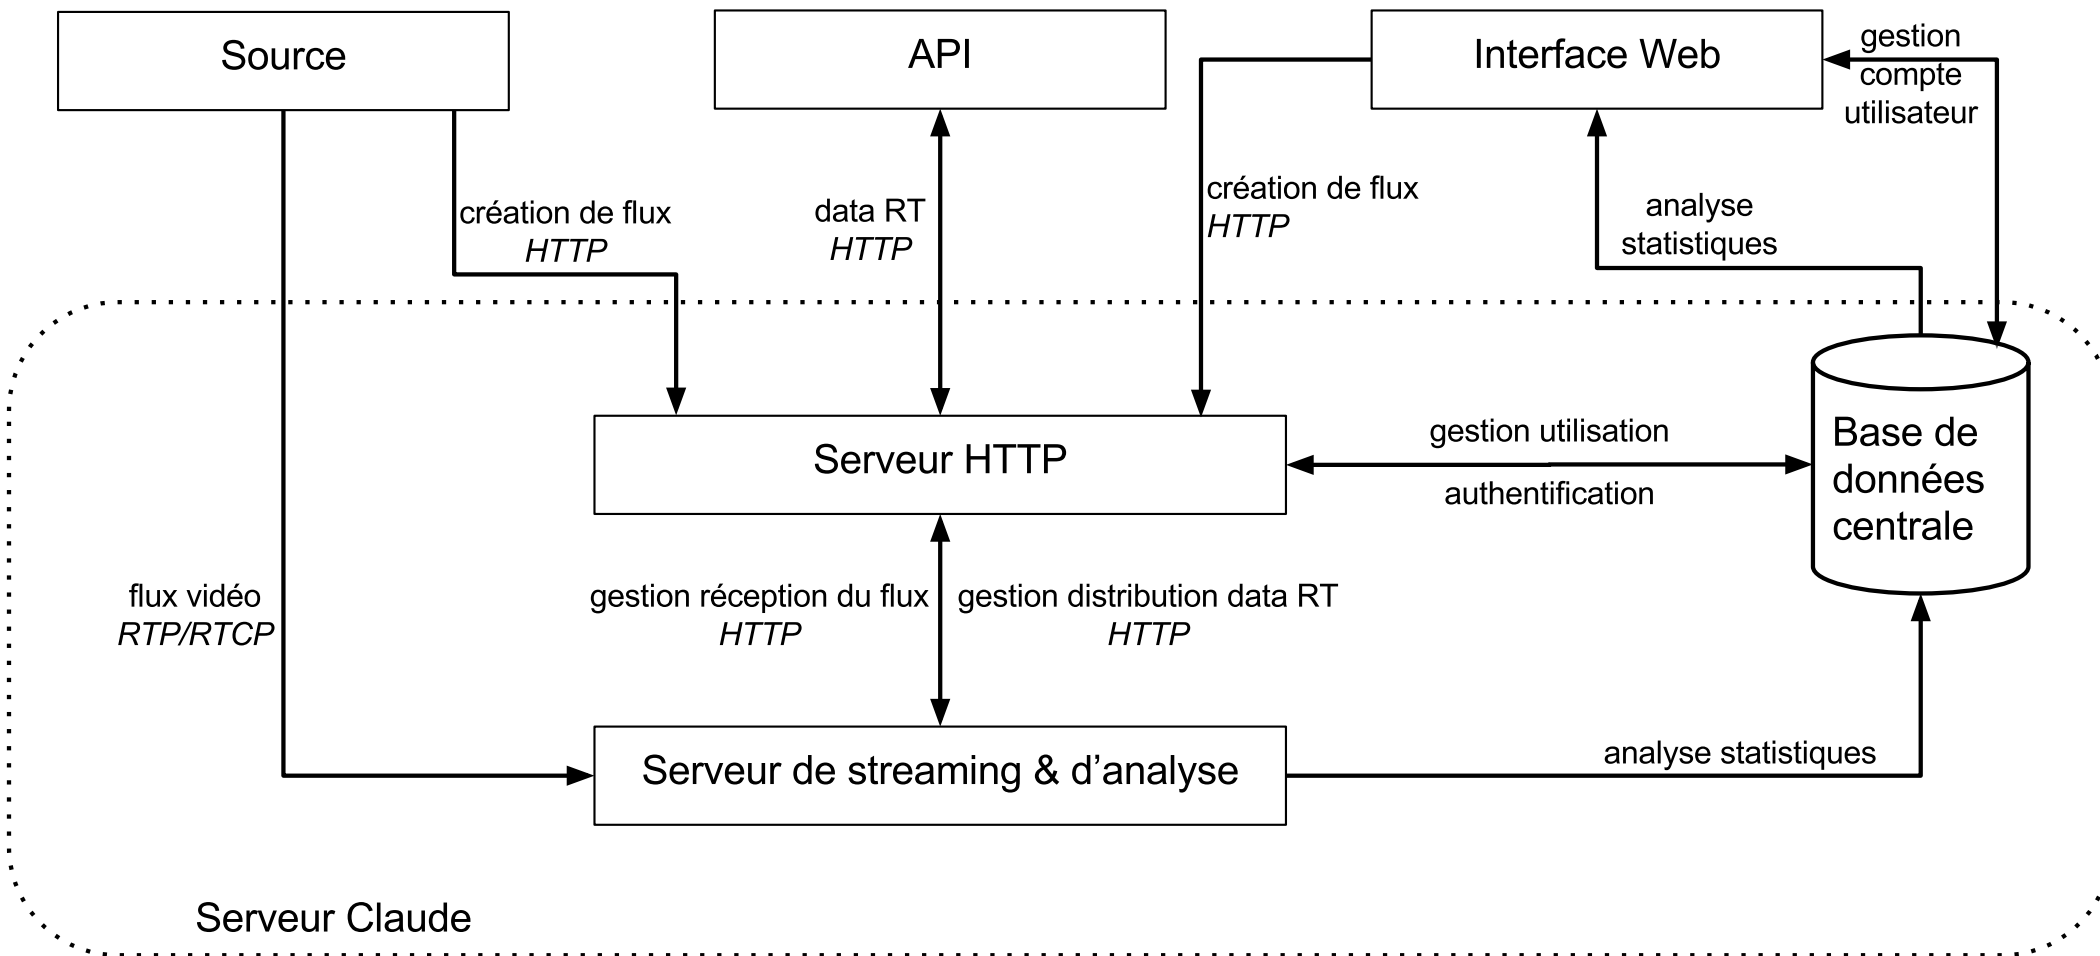 Source
API
Interface Web
gestion
compte
utilisateur
création de flux
HTTP
data RT
HTTP
création de flux
HTTP
analyse
statistiques
Serveur HTTP
gestion utilisation
authentification
Base de
données
centrale
flux vidéo
RTP/RTCP
gestion réception du flux
HTTP
gestion distribution data RT
HTTP
Serveur de streaming & d’analyse
analyse statistiques
Serveur Claude